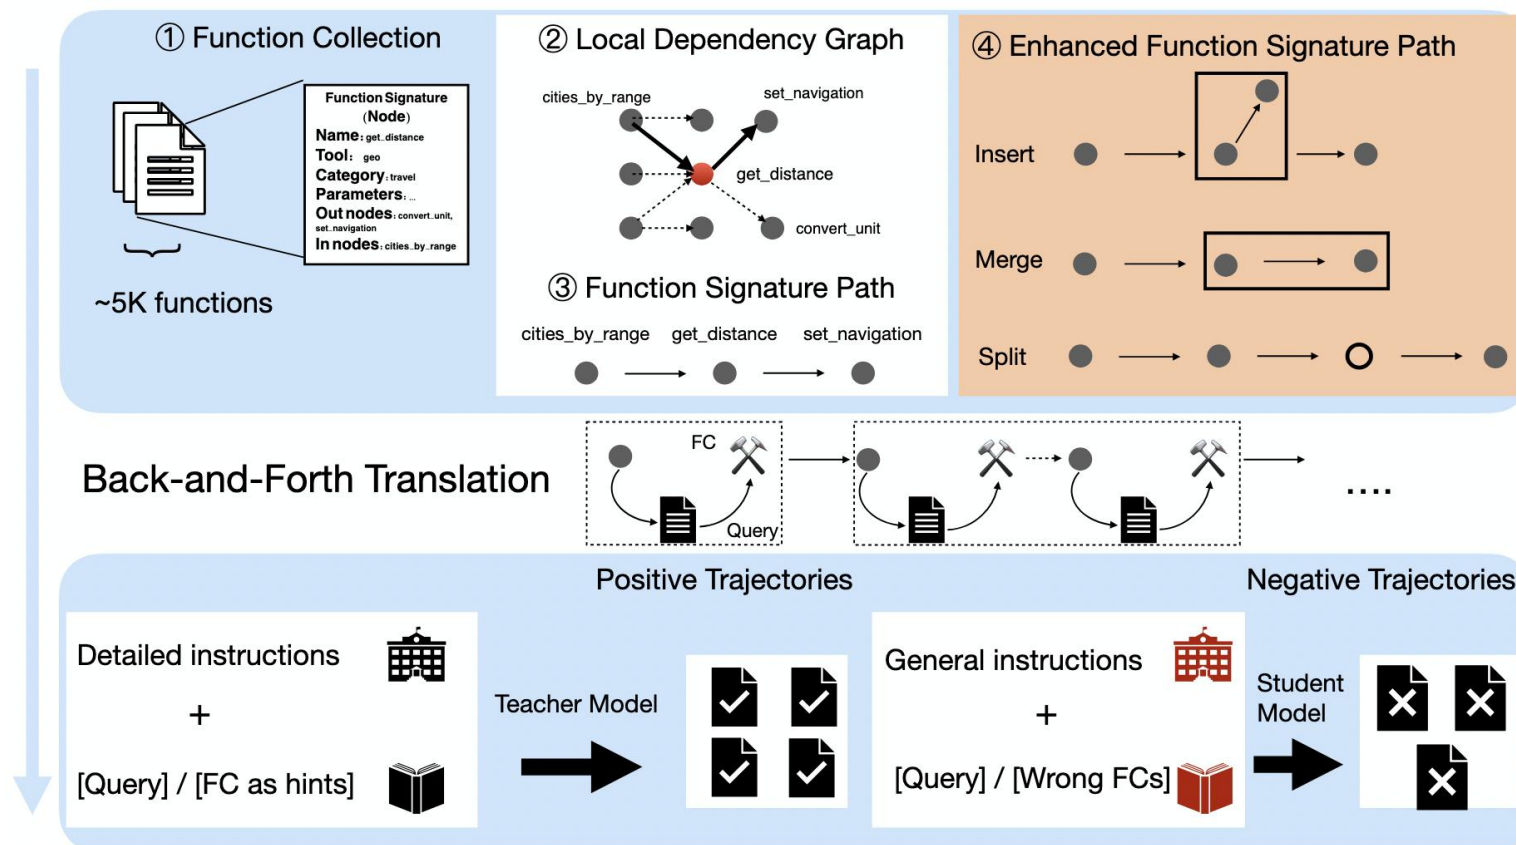 ① Function Collection
Function Signature
(Node)
Name: get_distance
Tool: geo
Category: travel
Parameters: ...
Out nodes: convert_unit,
set_navigation
In nodes: cities_by_range
~5K functions
② Local Dependency Graph
cities_by_range
set_navigation
get_distance
convert_unit
③ Function Signature Path
cities_by_range get_distance set_navigation
④ Enhanced Function Signature Path
Insert
Merge
Split
Back-and-Forth Translation
FC
Query
....
Positive Trajectories
Negative Trajectories
Detailed instructions
+
[Query] / [FC as hints]
Teacher Model
General instructions
+
[Query] / [Wrong FCs]
Student
Model